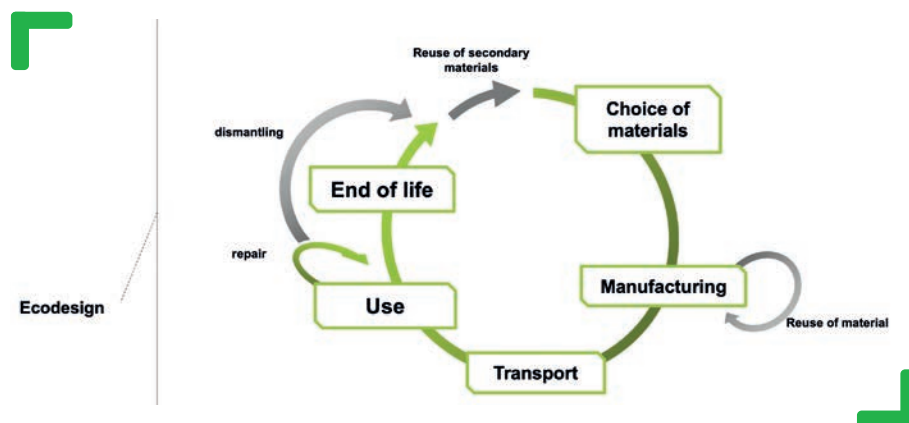 Reuse of secondary
materials
Choice of
materials
dismantling
End of life
repair
Manufacturing
Use
Ecodesign
Reuse of material
Transport